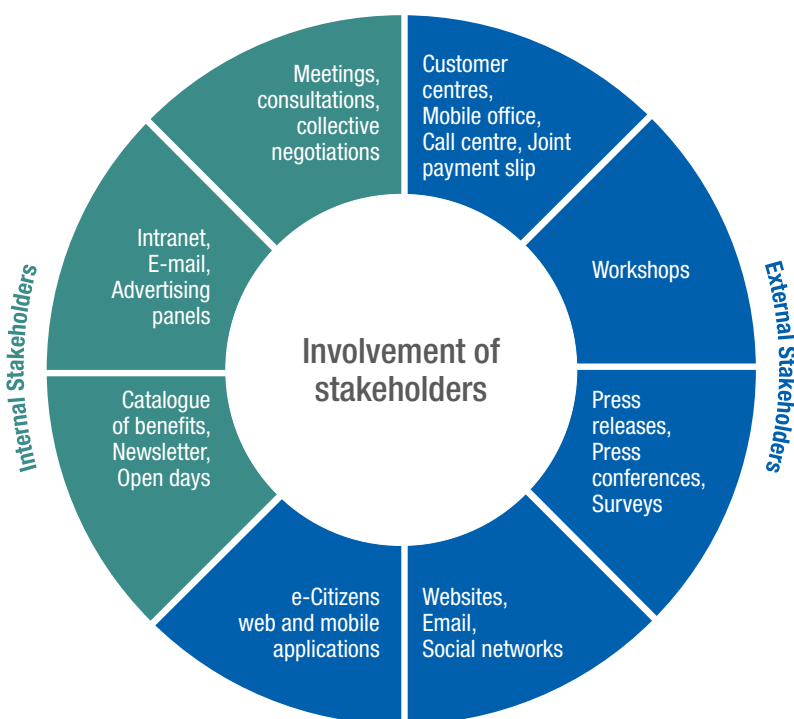 Meetings,
consultations,
collective
negotiations
Customer
centres,
Mobile office,
Call centre, Joint
payment slip
Intranet,
E-mail,
Advertising
panels
Workshops
Internal Stakeholders
Involvement of
stakeholders
External Stakeholders
Catalogue
of benefits,
Newsletter,
Open days
Press
releases,
Press
conferences,
Surveys
e-Citizens
web and mobile
applications
Websites,
Email,
Social networks